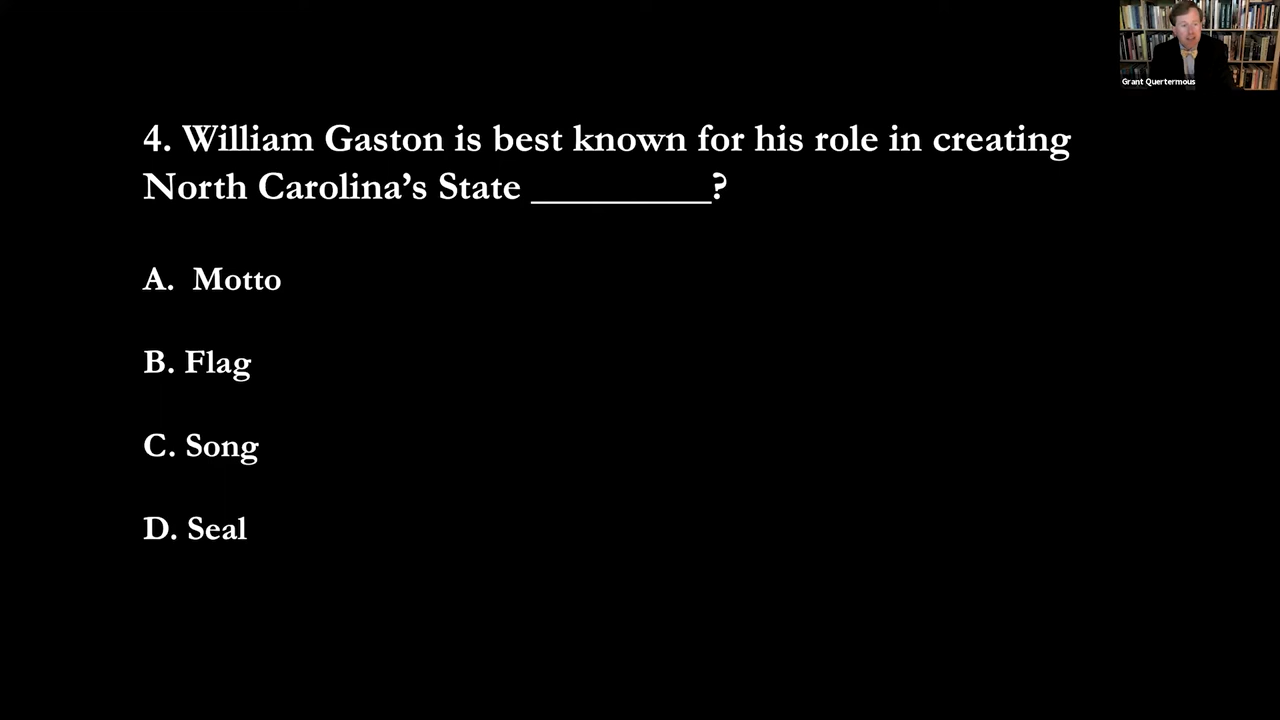 Grant Quertermous
4. William Gaston is best known for his role in creating
North Carolina’s State __________?
A. Motto
B. Flag
C. Song
D. Seal